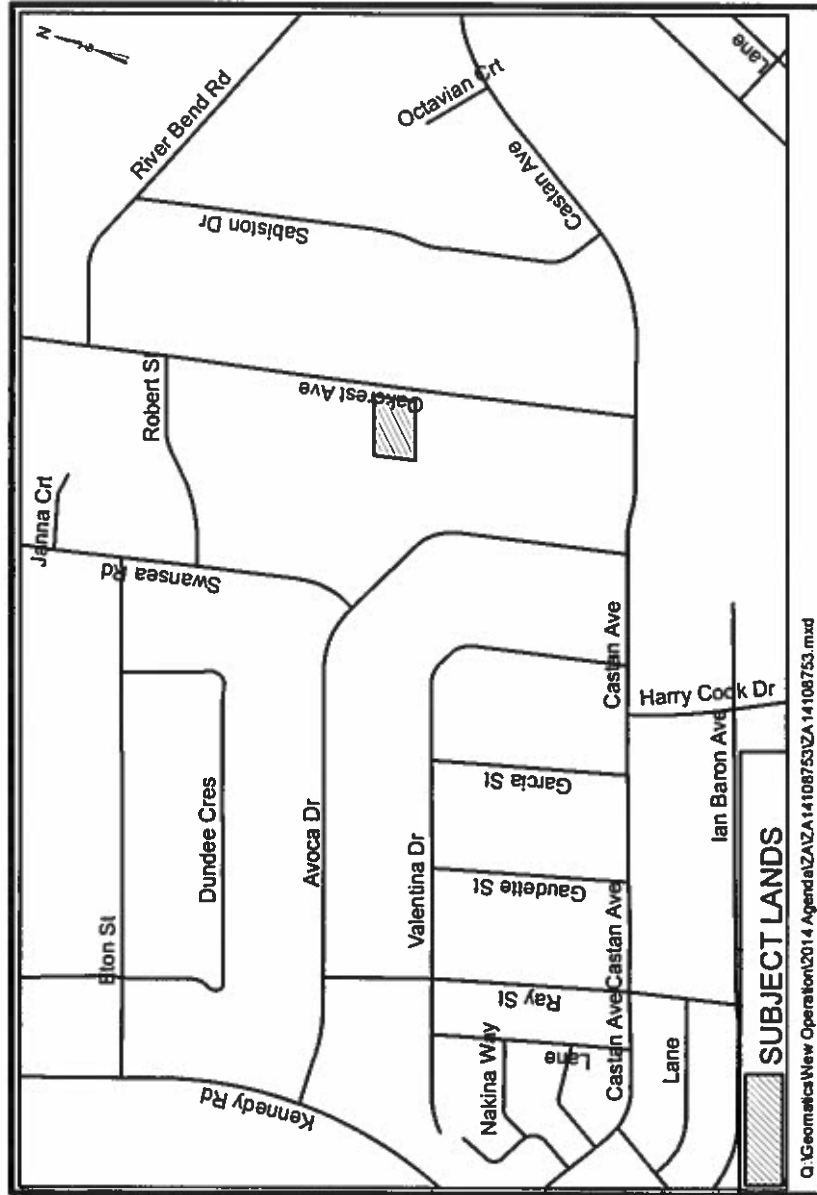 N
River Bend Rd
Octavian Crt
Lane
Castan Ave
Sabiston Dr
Oakcrest Ave
Robert St
Janna Crt
Swansea Rd
Castan Ave
Harry Cook Dr
Ian Baron Ave
Garcia St
Gaudette St
Dundee Cres
Avoca Dr
Valentina Dr
Eton St
Ray St
Castan Ave
Castan Ave
Lane
Nakina Way
Lane
Kennedy Rd
SUBJECT LANDS
Q:\Geomatics\New Operation\2014 Agenda\ZA\ZA14108753\ZA14108753.mxd